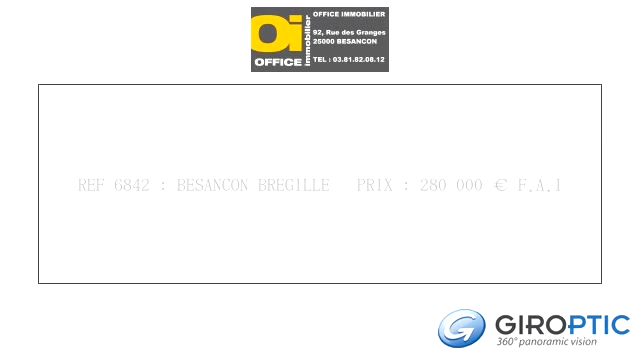 OFFICE IMMOBILIER
92, Rue des Granges
25000 BESANCON
TEL : 03.81.82.08.12
oi
OFFICE
immobilier
REF 6842 : BESANCON BREGILLE PRIX : 280 000 € F.A.I
GIROPTIC
360° panoramic vision